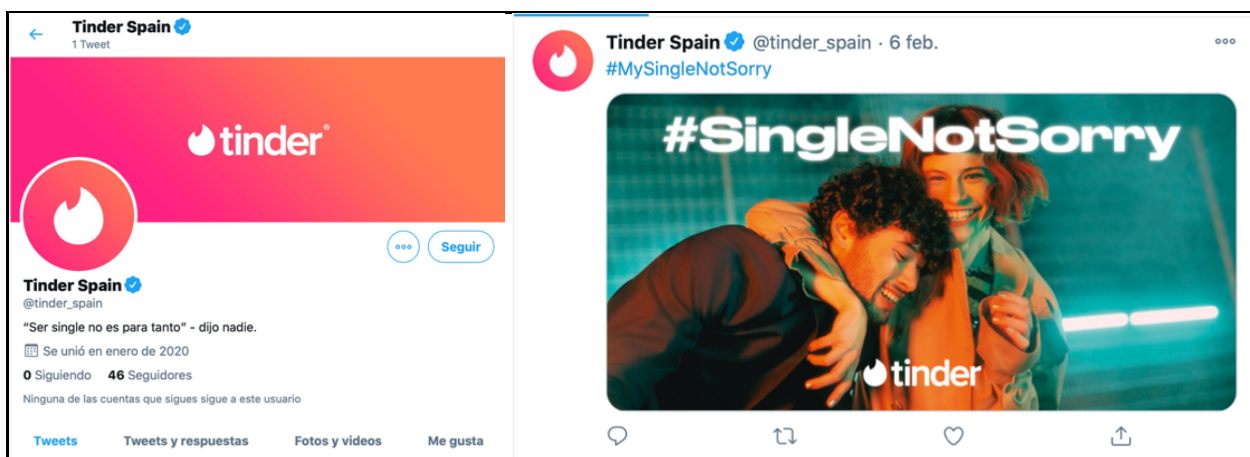 Tinder Spain
1 Tweet
tinder®
Seguir
Tinder Spain
@tinder_spain
“Ser single no es para tanto” - dijo nadie.
Se unió en enero de 2020
0 Siguiendo 46 Seguidores
Ninguna de las cuentas que sigues sigue a este usuario
Tweets Tweets y respuestas Fotos y videos Me gusta
Tinder Spain @tinder_spain · 6 feb.
#MySingleNotSorry
#SingleNotSorry
tinder